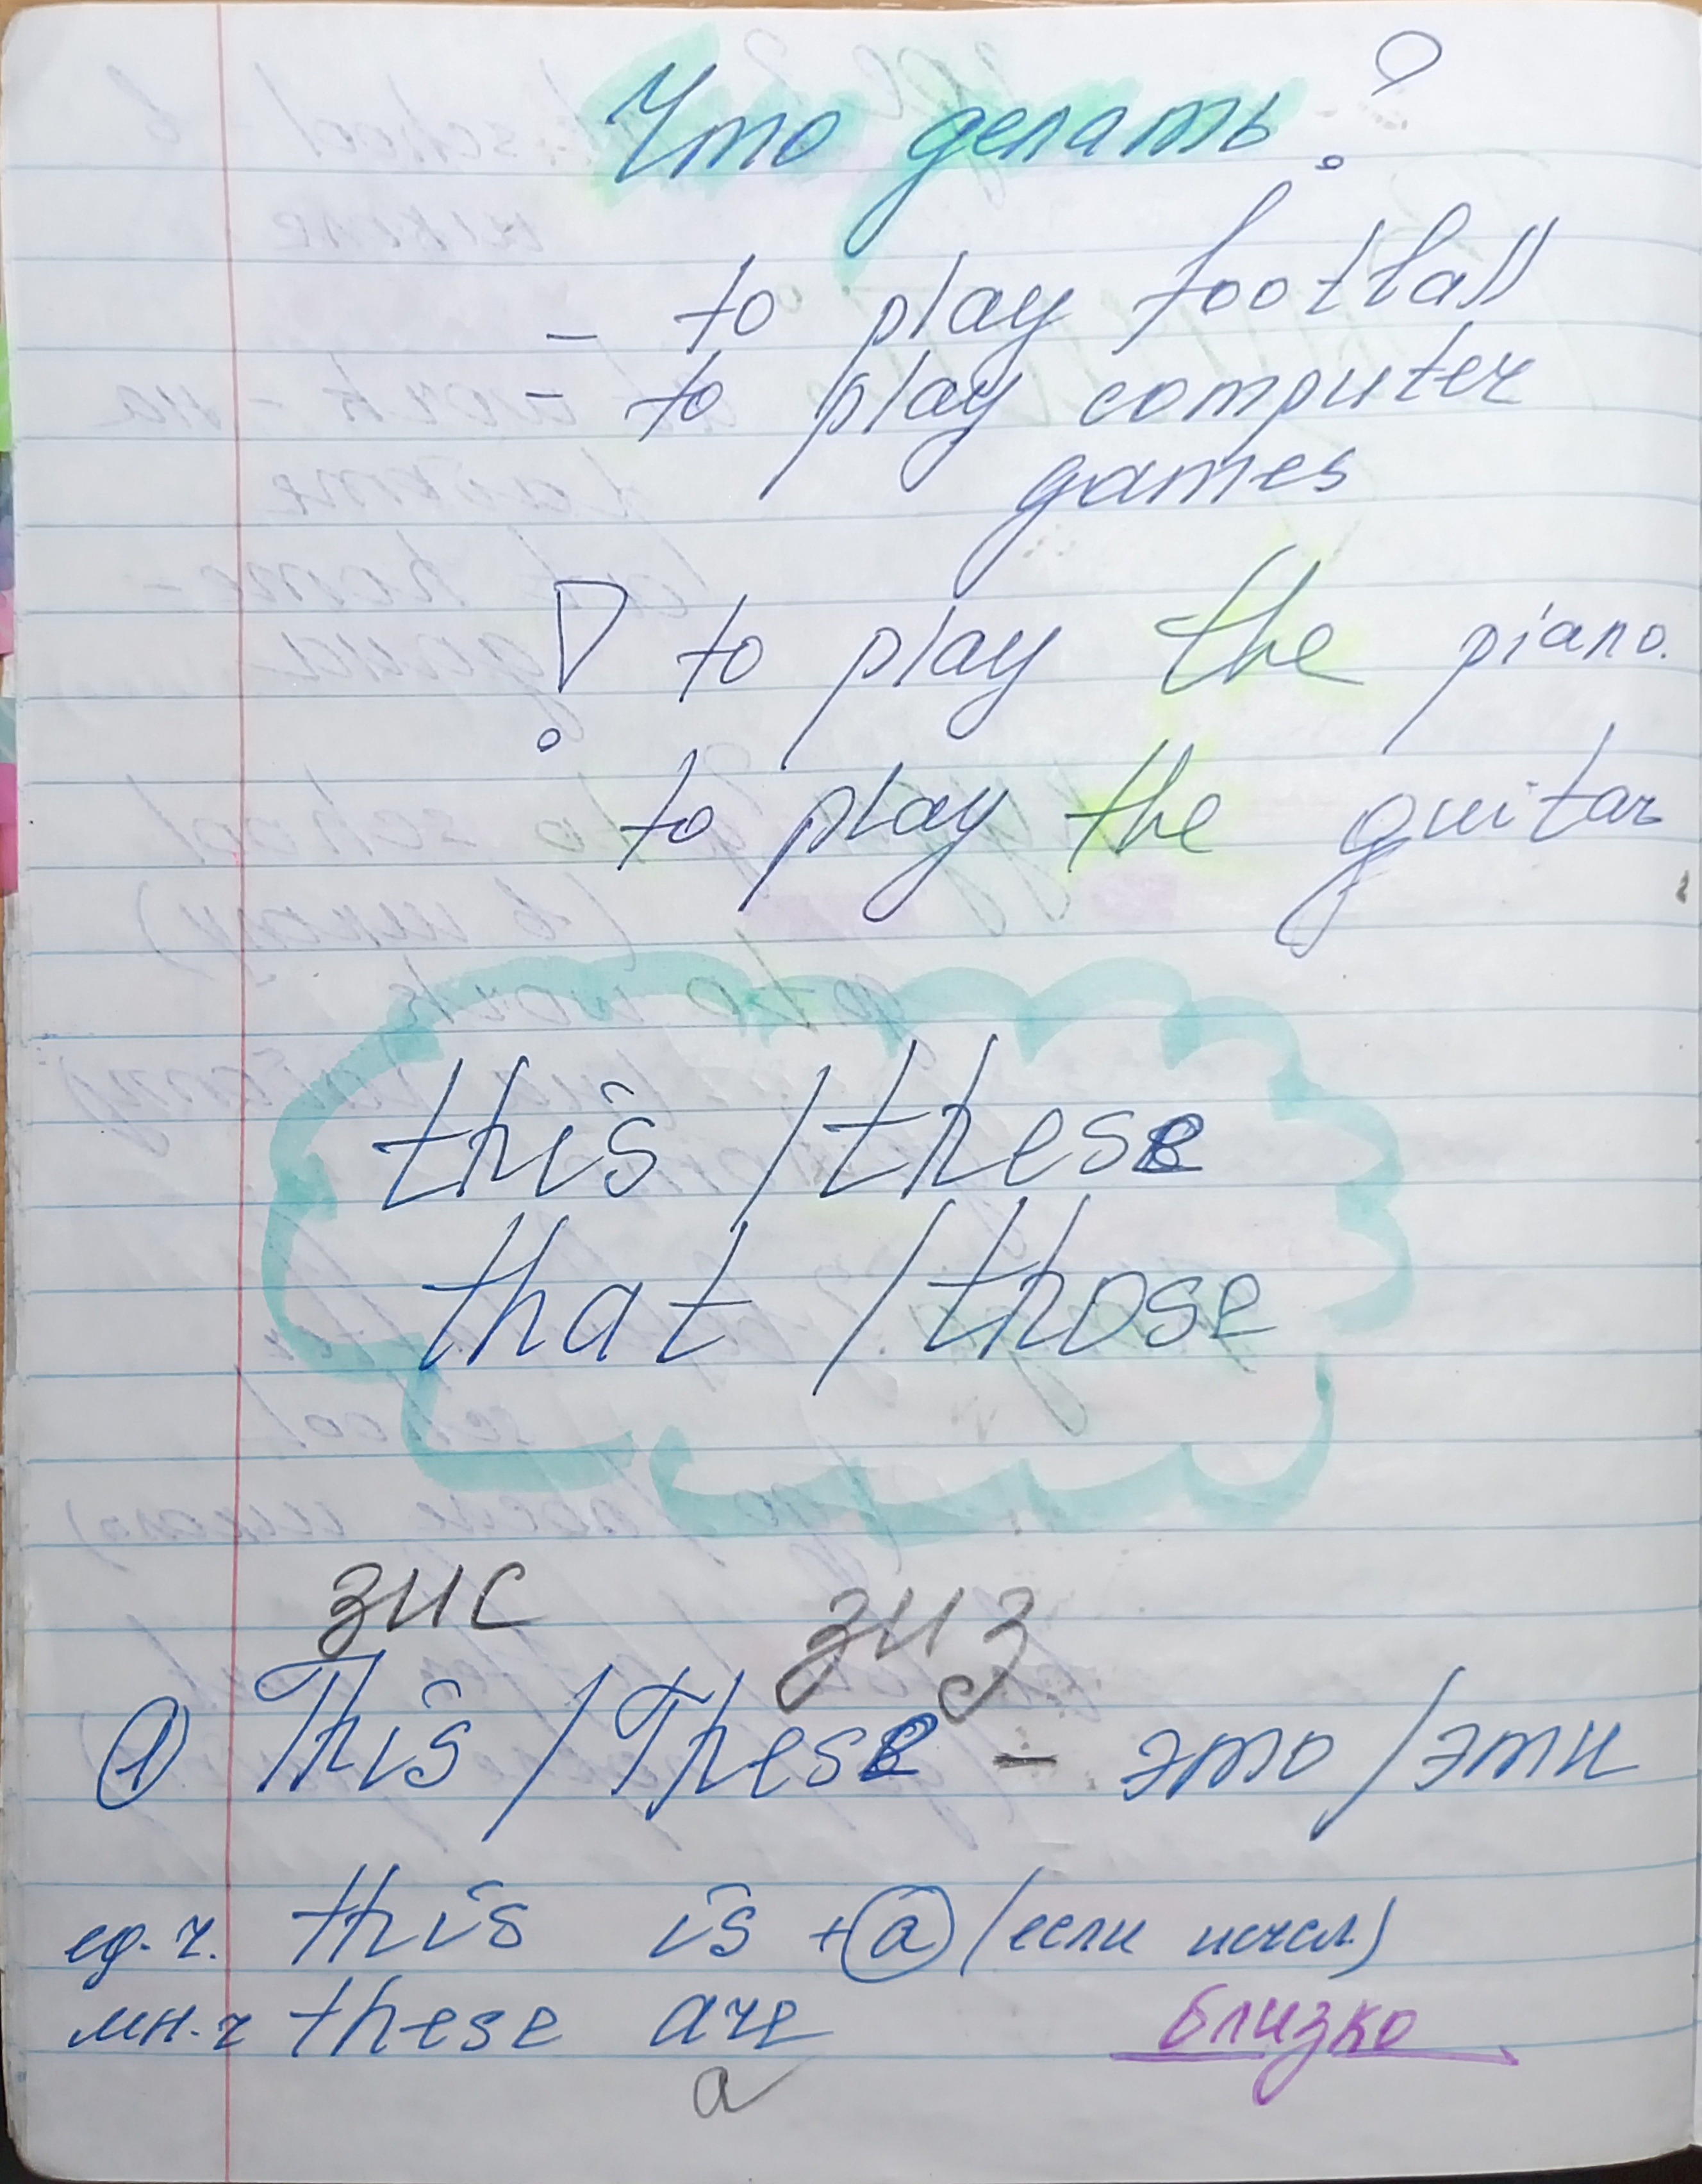 Что делать?
- to play football
- to play computer
games
! to play the piano.
to play the guitar
this / these
that / those
зис зиз
① This / These - это / эти
ед. ч. this is + a (если исчисл)
мн. ч these are
а
близко